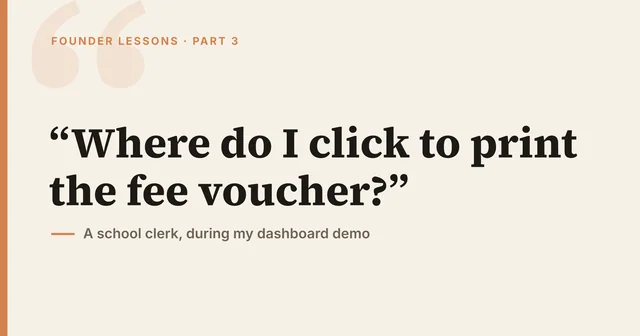 FOUNDER LESSONS · PART 3
“Where do I click to print
the fee voucher?”
A school clerk, during my dashboard demo